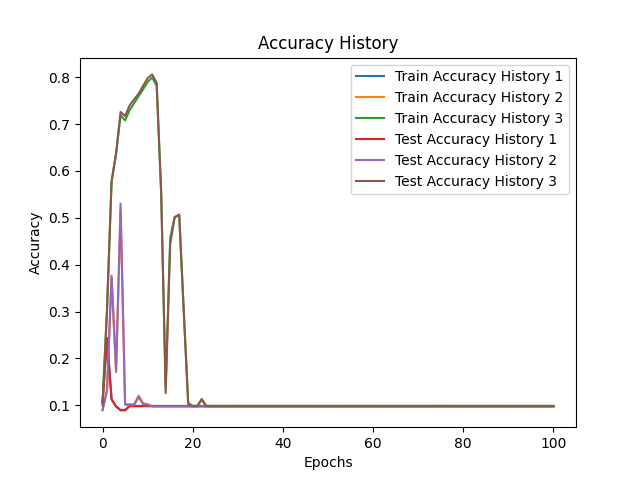 Accuracy History
Train Accuracy History 1
Train Accuracy History 2
Train Accuracy History 3
Test Accuracy History 1
Test Accuracy History 2
Test Accuracy History 3
Accuracy
0.8
0.7
0.6
0.5
0.4
0.3
0.2
0.1
0 20 40 60 80 100
Epochs